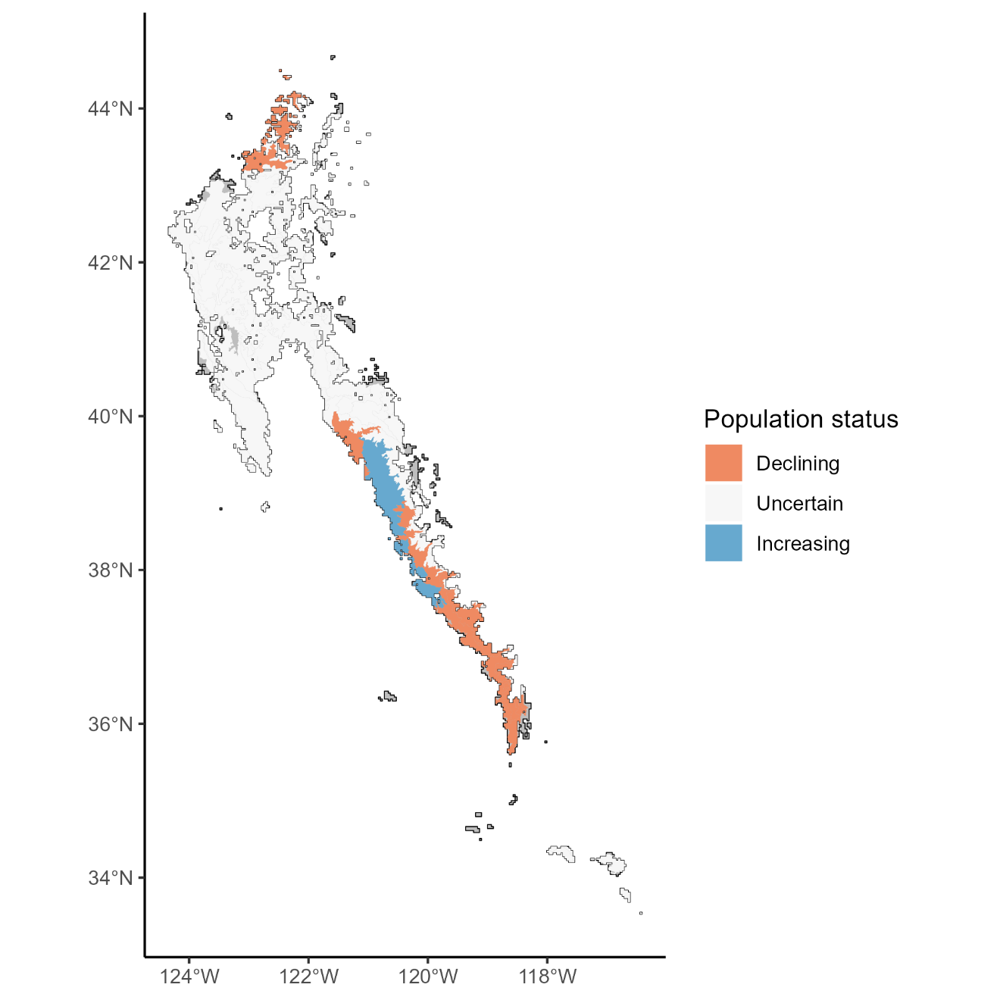 44°N
42°N
40°N
38°N
36°N
34°N
124°W 122°W 120°W 118°W
Population status
Declining
Uncertain
Increasing